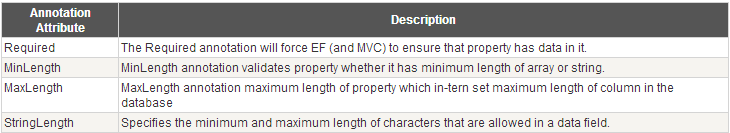 Annotation Description
Attribute
Required The Required annotation will force EF (and MVC) to ensure that property has data in it.
MinLength MinLength annotation validates property whether it has minimum length of array or string.
MaxLength MaxLength annotation maximum length of property which in-tern set maximum length of column in the
database
StringLength Specifies the minimum and maximum length of characters that are allowed in a data field.